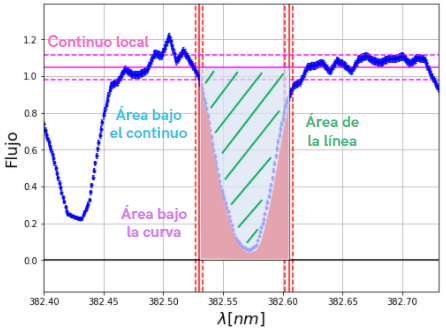 1.2
1.0
0.8
0.6
0.4
0.2
0.0
Continuo local
Área bajo
el continuo
Área de
la línea
Área bajo
la curva
Flujo
382.40
382.45
382.50
382.55
382.60
382.65
382.70
λ[nm]